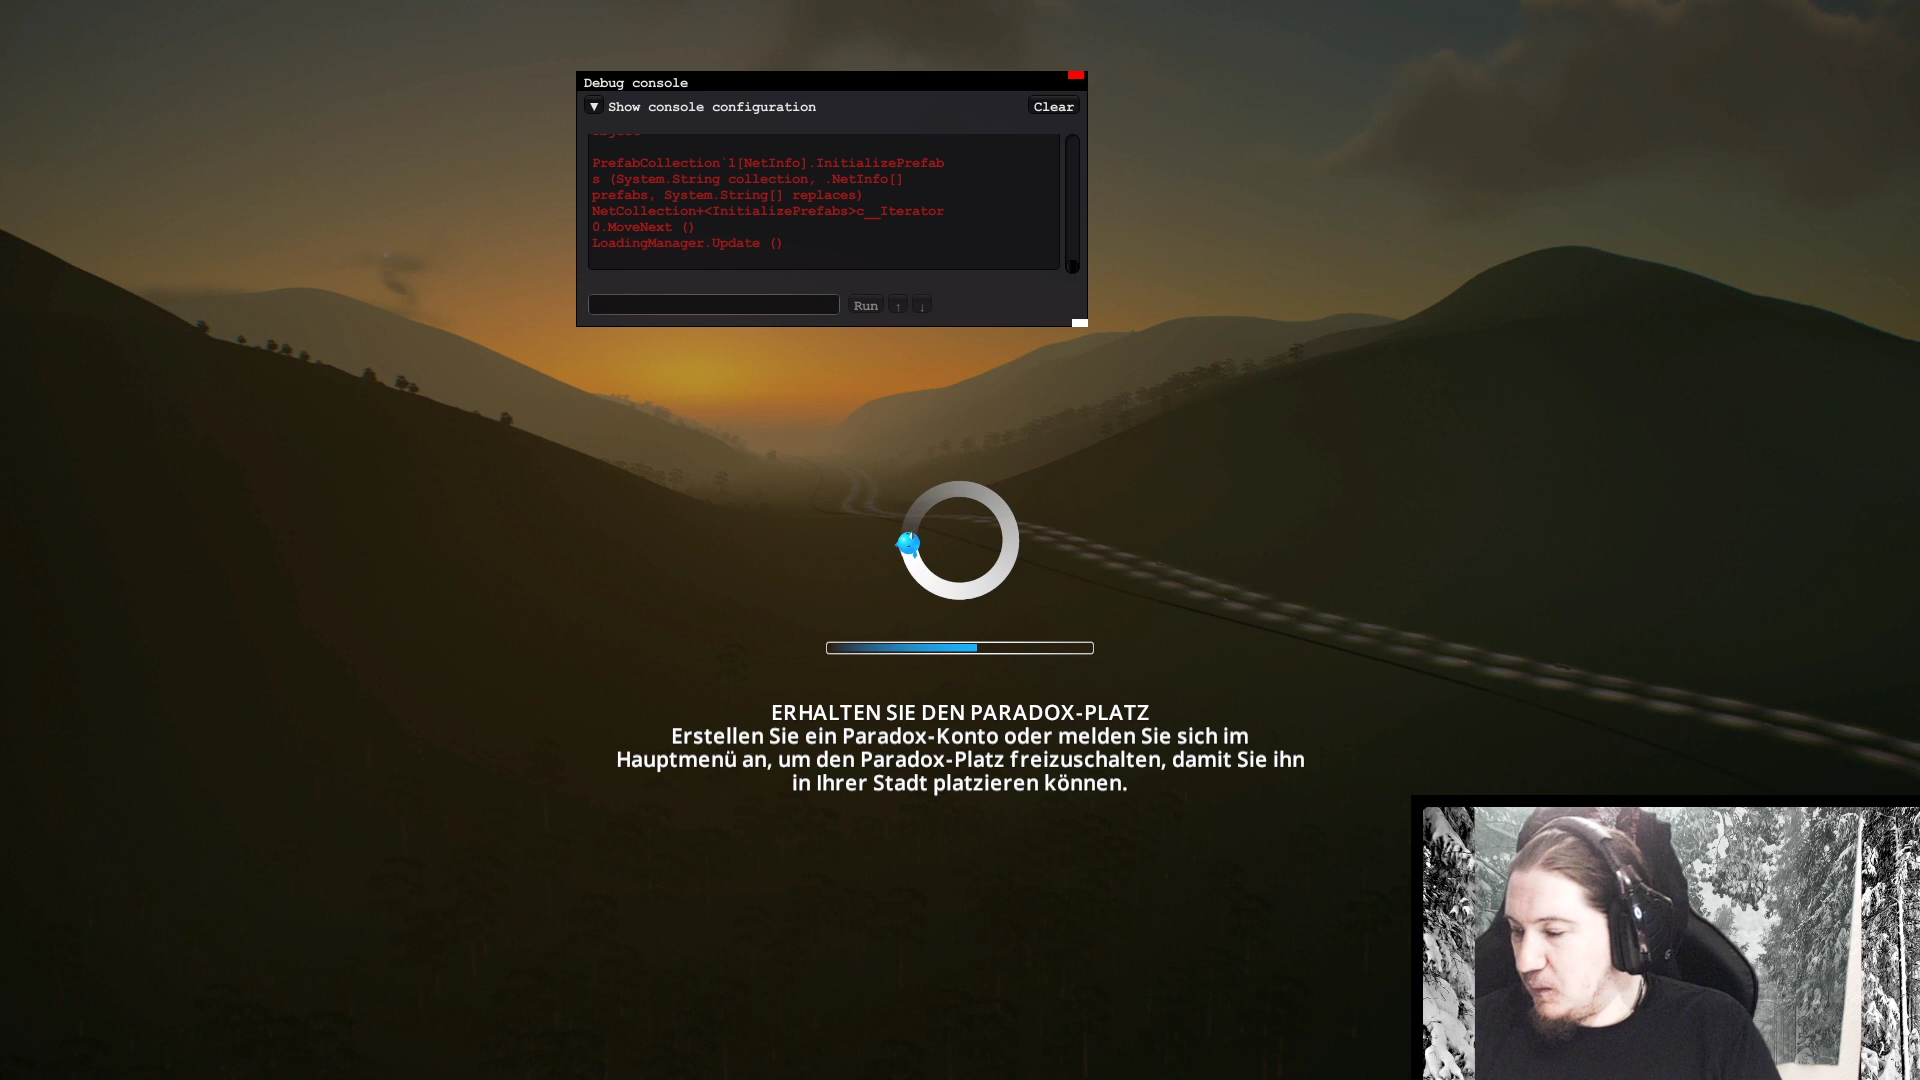 Debug console
▼ Show console configuration
Clear
PrefabCollection`1[NetInfo].InitializePrefab
s (System.String collection, .NetInfo[]
prefabs, System.String[] replaces)
NetCollection+<InitializePrefabs>c__Iterator
0.MoveNext ()
LoadingManager.Update ()
Run ↑ ↓
ERHALTEN SIE DEN PARADOX-PLATZ
Erstellen Sie ein Paradox-Konto oder melden Sie sich im
Hauptmenü an, um den Paradox-Platz freizuschalten, damit Sie ihn
in Ihrer Stadt platzieren können.